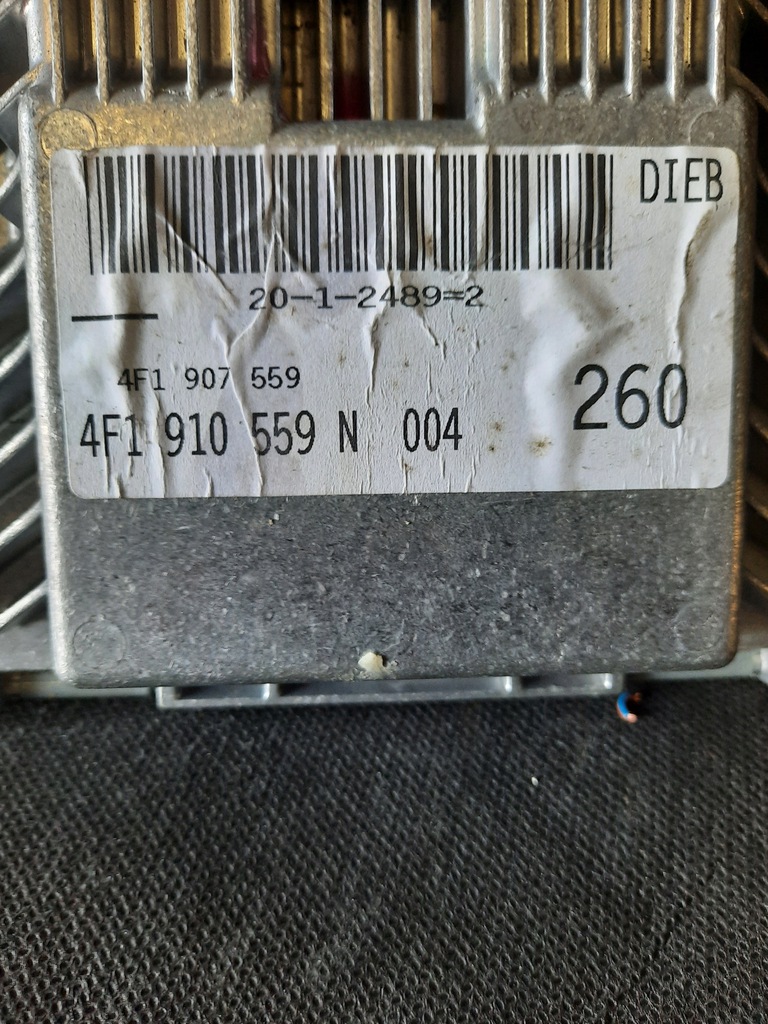 DIEB
20-1-2489=2
4F1 907 559
4F1 910 559 N 004
260